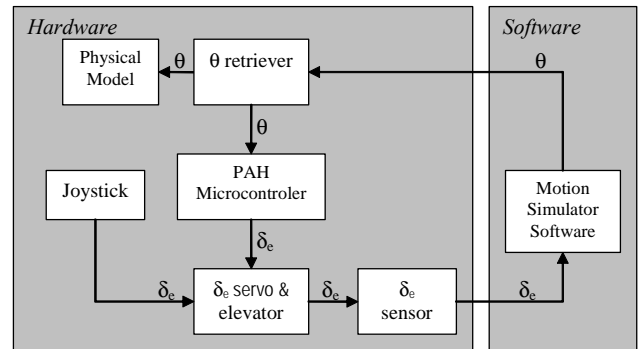 Hardware
Software
Physical
Model
θ
θ retriever
θ
θ
Joystick
PAH
Microcontroler
Motion
Simulator
Software
δe
δe
δe servo &
elevator
δe
δe
sensor
δe